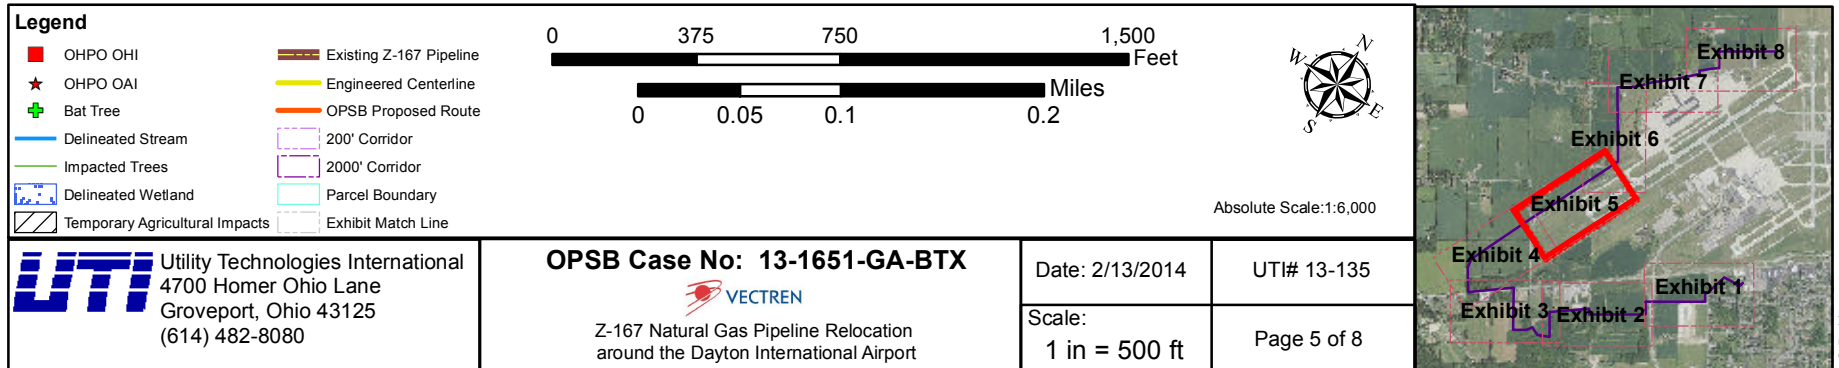 Legend
OHPO OHI
OHPO OAI
Bat Tree
Delineated Stream
Impacted Trees
Delineated Wetland
Temporary Agricultural Impacts
Existing Z-167 Pipeline
Engineered Centerline
OPSB Proposed Route
200' Corridor
2000' Corridor
Parcel Boundary
Exhibit Match Line
0 375 750 1,500
Feet
Miles
0 0.05 0.1 0.2
N
W
E
S
Absolute Scale:1:6,000
UTI
Utility Technologies International
4700 Homer Ohio Lane
Groveport, Ohio 43125
(614) 482-8080
OPSB Case No: 13-1651-GA-BTX
VECTREN
Z-167 Natural Gas Pipeline Relocation
around the Dayton International Airport
Date: 2/13/2014
UTI# 13-135
Scale:
1 in = 500 ft
Page 5 of 8
Exhibit 8
Exhibit 7
Exhibit 6
Exhibit 5
Exhibit 4
Exhibit 1
Exhibit 3
Exhibit 2